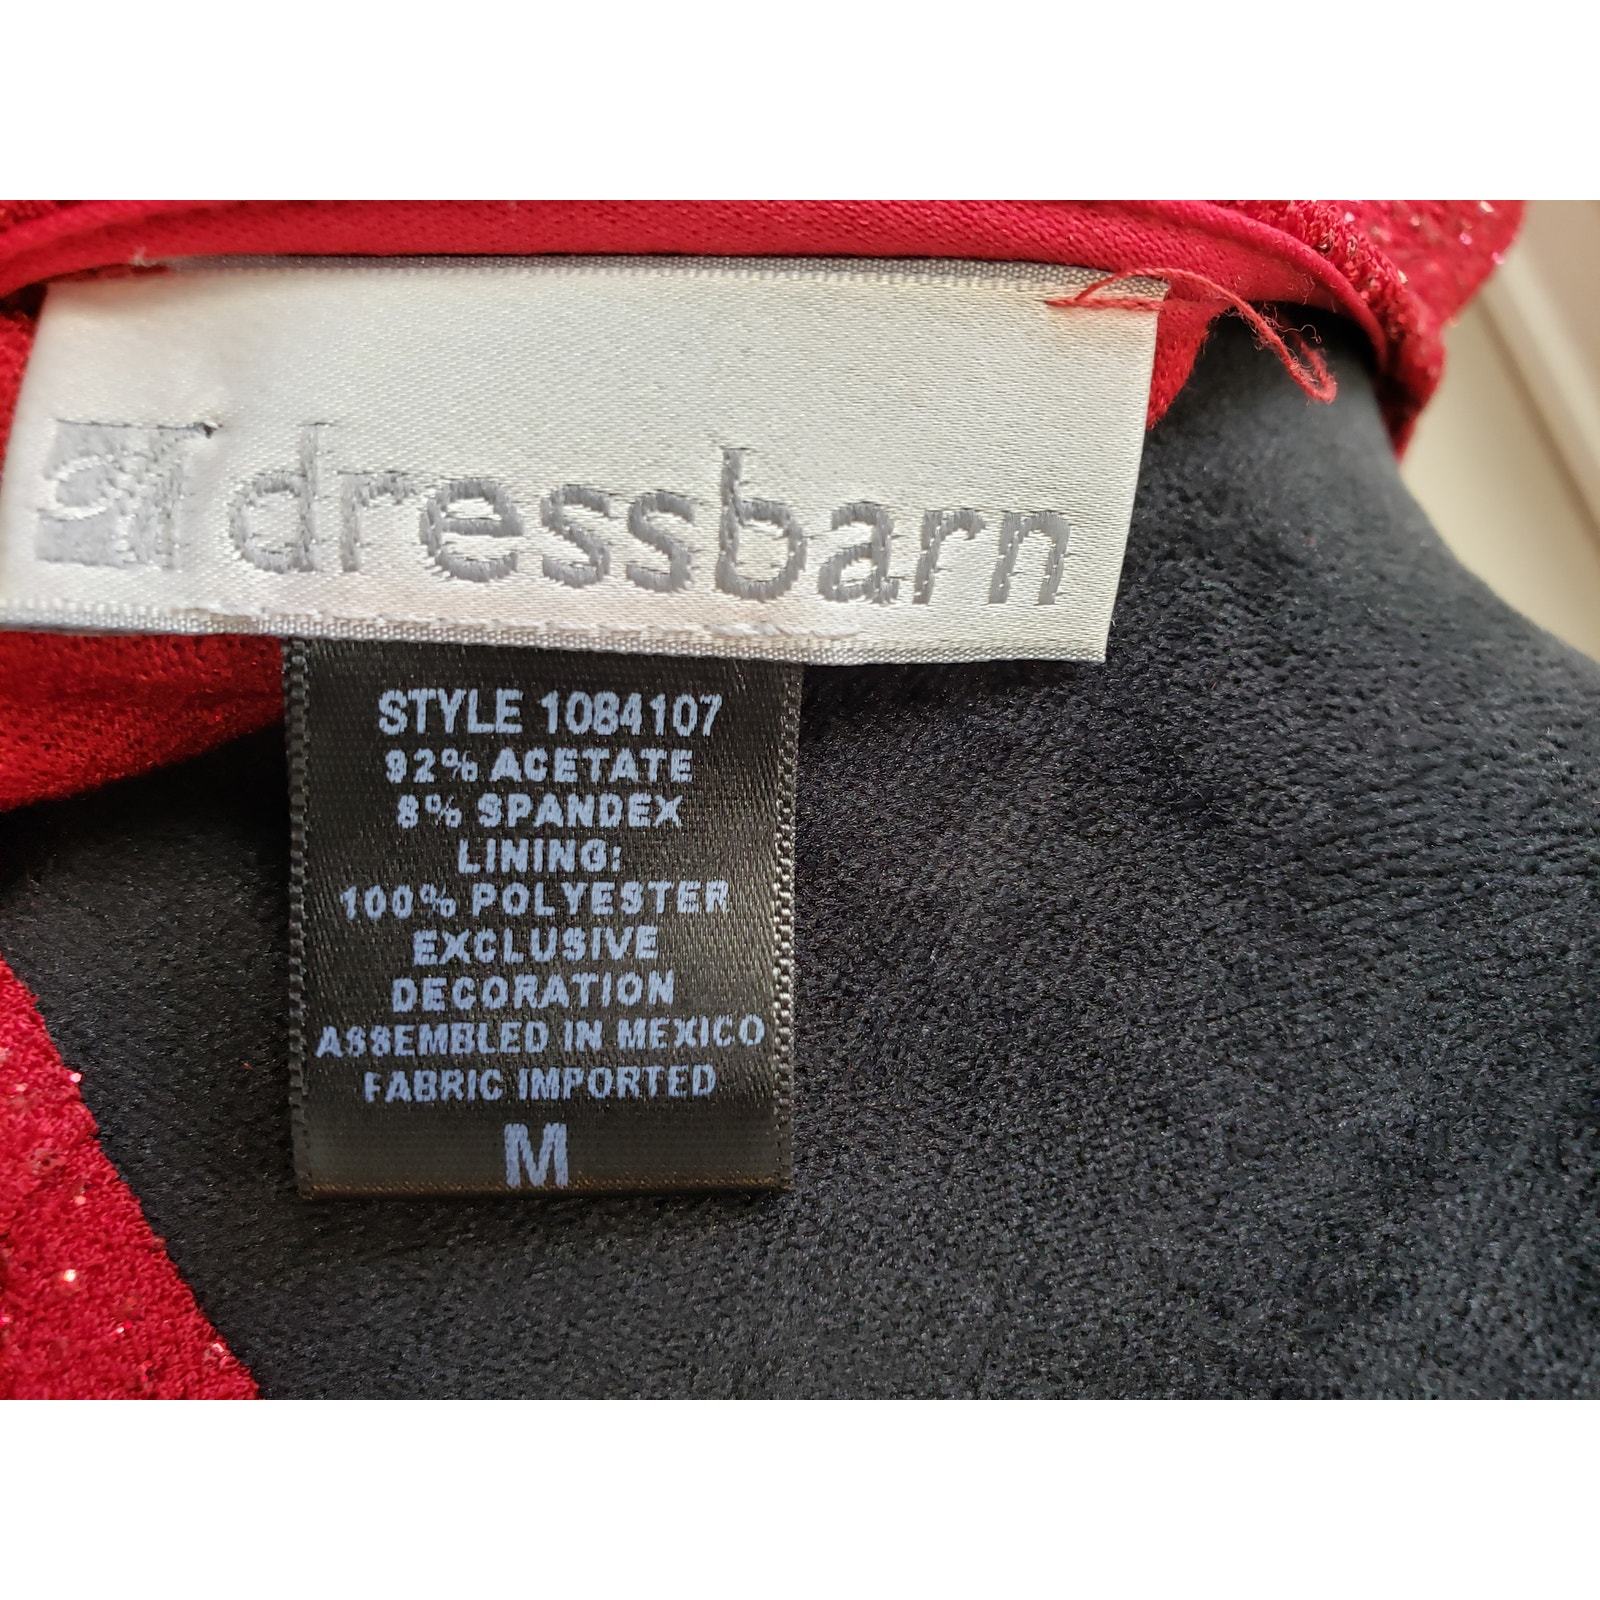 dressbarn
STYLE 1084107
92% ACETATE
8% SPANDEX
LINING:
100% POLYESTER
EXCLUSIVE
DECORATION
ASSEMBLED IN MEXICO
FABRIC IMPORTED
M